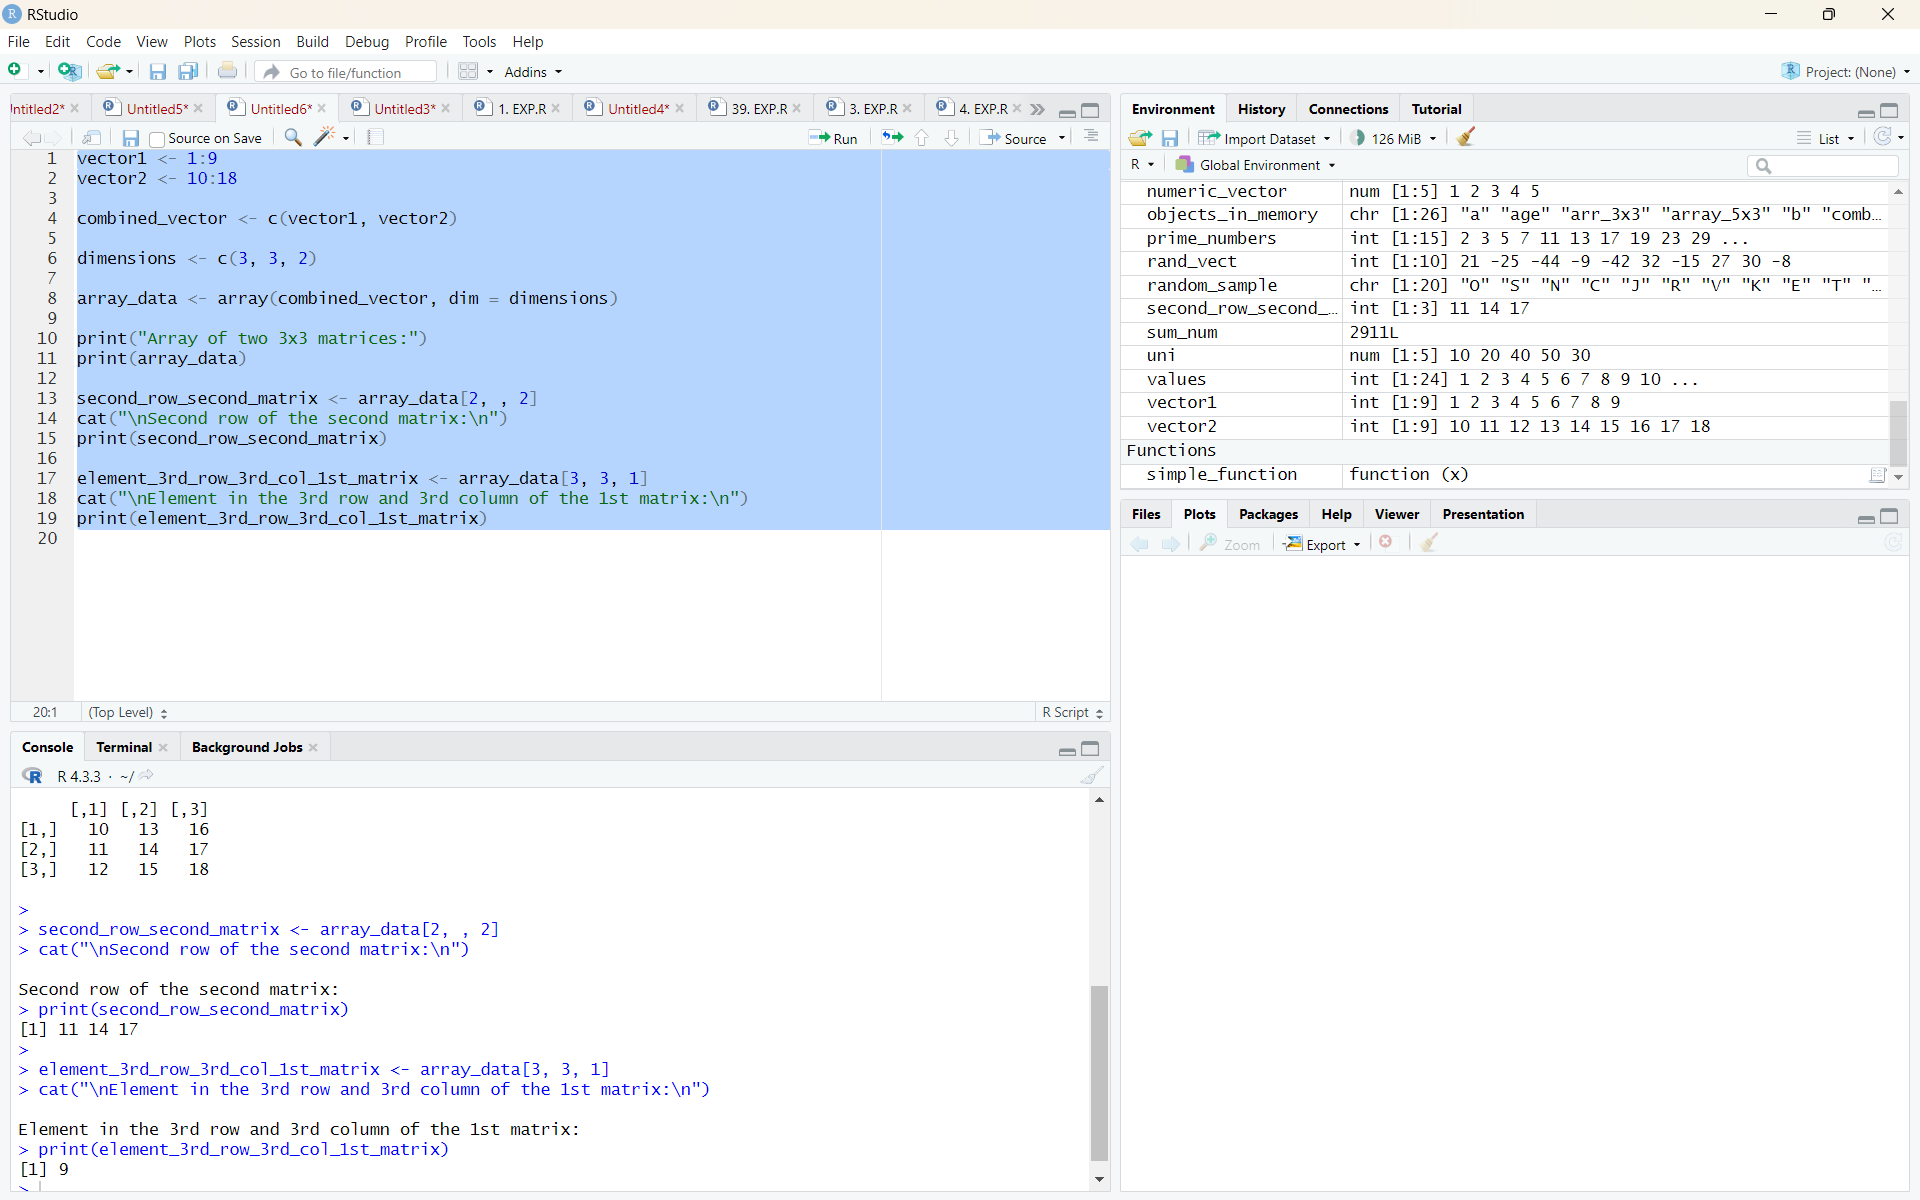 RStudio
File Edit Code View Plots Session Build Debug Profile Tools Help
Go to file/function Addins Project: (None)
ntitled2* Untitled5* Untitled6* Untitled3* 1. EXP.R Untitled4* 39. EXP.R 3. EXP.R 4. EXP.R
Source on Save Run Source
1 vector1 <- 1:9
2 vector2 <- 10:18
3
4 combined_vector <- c(vector1, vector2)
5
6 dimensions <- c(3, 3, 2)
7
8 array_data <- array(combined_vector, dim = dimensions)
9
10 print("Array of two 3x3 matrices:")
11 print(array_data)
12
13 second_row_second_matrix <- array_data[2, , 2]
14 cat("\nSecond row of the second matrix:\n")
15 print(second_row_second_matrix)
16
17 element_3rd_row_3rd_col_1st_matrix <- array_data[3, 3, 1]
18 cat("\nElement in the 3rd row and 3rd column of the 1st matrix:\n")
19 print(element_3rd_row_3rd_col_1st_matrix)
20
20:1 (Top Level) R Script
Console Terminal Background Jobs
R 4.3.3 · ~/
[,1] [,2] [,3]
[1,] 10 13 16
[2,] 11 14 17
[3,] 12 15 18
>
> second_row_second_matrix <- array_data[2, , 2]
> cat("\nSecond row of the second matrix:\n")
Second row of the second matrix:
> print(second_row_second_matrix)
[1] 11 14 17
>
> element_3rd_row_3rd_col_1st_matrix <- array_data[3, 3, 1]
> cat("\nElement in the 3rd row and 3rd column of the 1st matrix:\n")
Element in the 3rd row and 3rd column of the 1st matrix:
> print(element_3rd_row_3rd_col_1st_matrix)
[1] 9
>
Environment History Connections Tutorial
Import Dataset 126 MiB List
R Global Environment
numeric_vector num [1:5] 1 2 3 4 5
objects_in_memory chr [1:26] "a" "age" "arr_3x3" "array_5x3" "b" "comb…
prime_numbers int [1:15] 2 3 5 7 11 13 17 19 23 29 ...
rand_vect int [1:10] 21 -25 -44 -9 -42 32 -15 27 30 -8
random_sample chr [1:20] "O" "S" "N" "C" "J" "R" "V" "K" "E" "T" "…
second_row_second_… int [1:3] 11 14 17
sum_num 2911L
uni num [1:5] 10 20 40 50 30
values int [1:24] 1 2 3 4 5 6 7 8 9 10 ...
vector1 int [1:9] 1 2 3 4 5 6 7 8 9
vector2 int [1:9] 10 11 12 13 14 15 16 17 18
Functions
simple_function function (x)
Files Plots Packages Help Viewer Presentation
Zoom Export